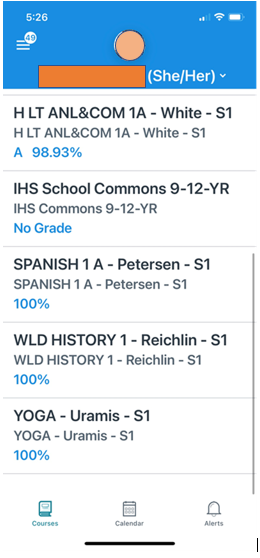 5:26
49
(She/Her)
H LT ANL&COM 1A - White - S1
H LT ANL&COM 1A - White - S1
A 98.93%
IHS School Commons 9-12-YR
IHS Commons 9-12-YR
No Grade
SPANISH 1 A - Petersen - S1
SPANISH 1 A - Petersen - S1
100%
WLD HISTORY 1 - Reichlin - S1
WLD HISTORY 1 - Reichlin - S1
100%
YOGA - Uramis - S1
YOGA - Uramis - S1
100%
Courses Calendar Alerts